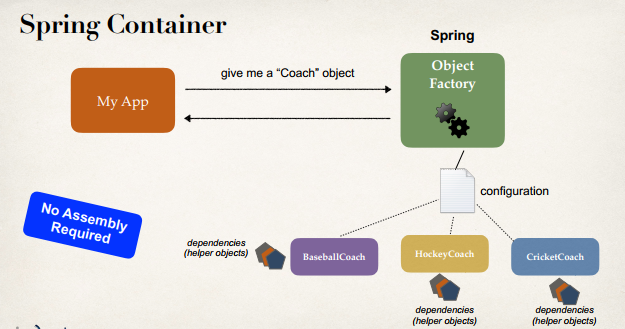 Spring Container
Spring
give me a “Coach” object
My App
Object
Factory
configuration
No Assembly
Required
dependencies
(helper objects)
BaseballCoach
HockeyCoach
CricketCoach
dependencies
(helper objects)
dependencies
(helper objects)